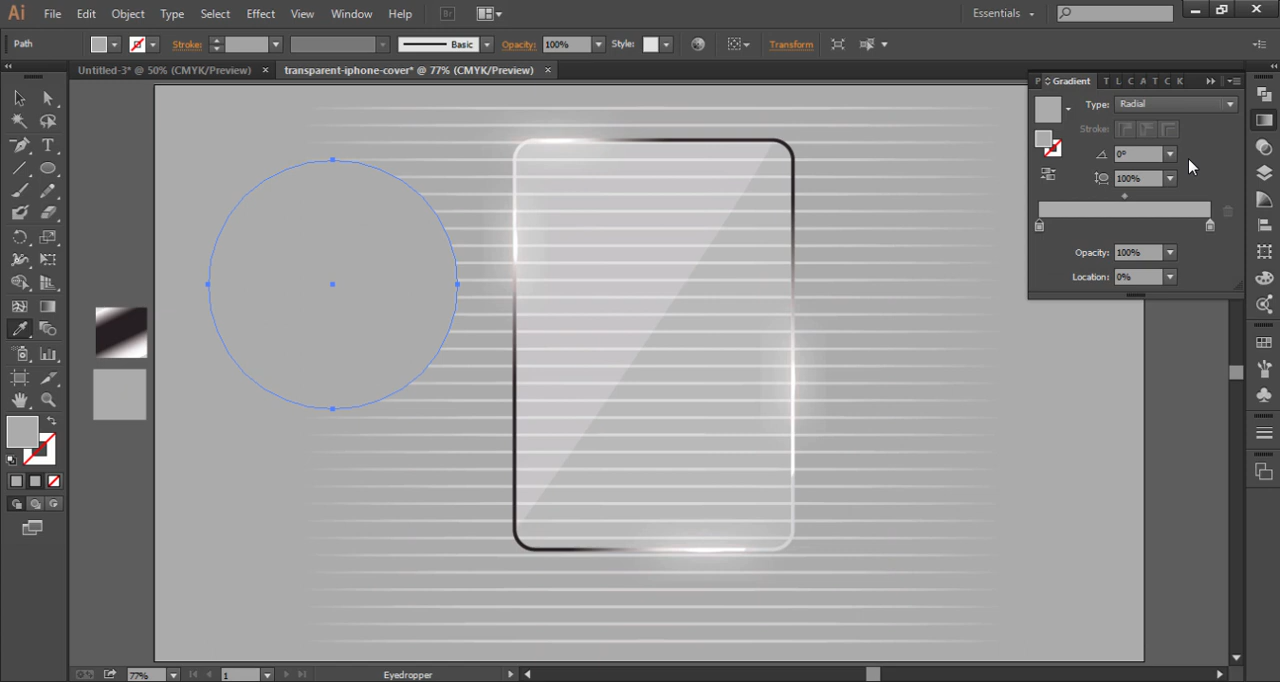 Ai File Edit Object Type Select Effect View Window Help Br Essentials
Path Stroke: Basic Opacity: 100% Style: Transform
Untitled-3* @ 50% (CMYK/Preview) × transparent-iphone-cover* @ 77% (CMYK/Preview) ×
P Gradient T L C A T C K
Type: Radial
Stroke:
0°
100%
Opacity: 100%
Location: 0%
T
77% 1 Eyedropper